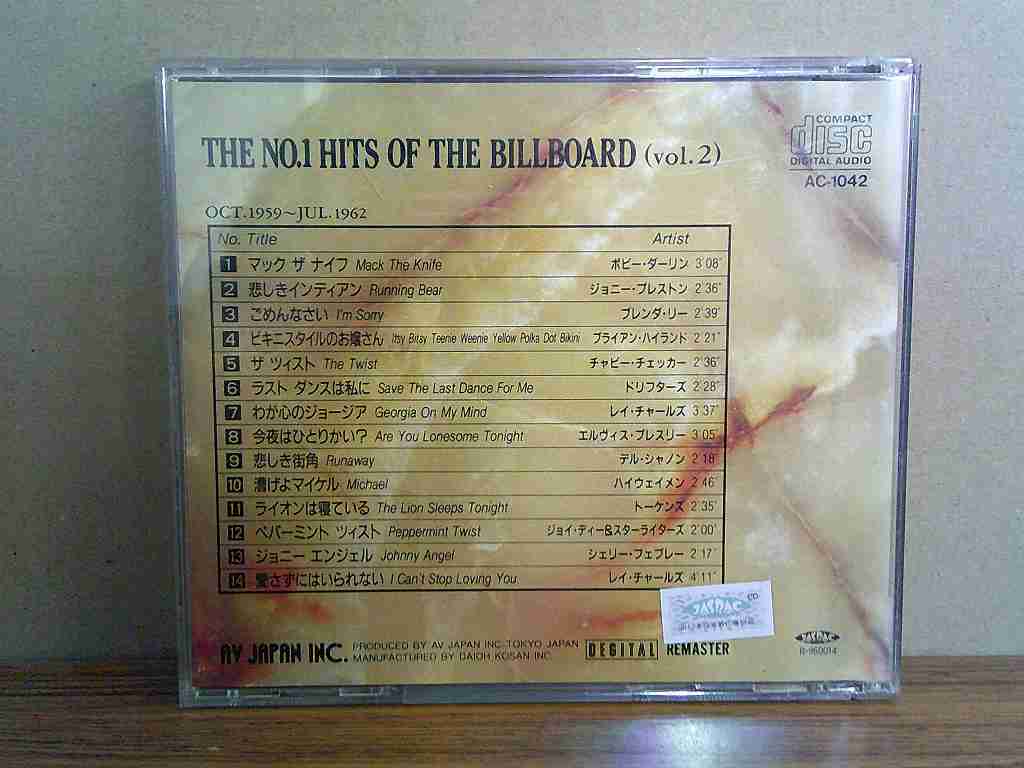 THE NO.1 HITS OF THE BILLBOARD (vol.2)
COMPACT
disc
DIGITAL AUDIO
AC-1042
OCT.1959~JUL.1962
No. Title Artist
1 マック ザ ナイフ Mack The Knife ボビー・ダーリン 3'08"
2 悲しきインディアン Running Bear ジョニー・プレストン 2'36"
3 ごめんなさい I'm Sorry ブレンダ・リー 2'39"
4 ビキニスタイルのお嬢さん Itsy Bitsy Teenie Weenie Yellow Polka Dot Bikini ブライアン・ハイランド 2'21"
5 ザ ツィスト The Twist チャビー・チェッカー 2'36"
6 ラスト ダンスは私に Save The Last Dance For Me ドリフターズ 2'28"
7 わが心のジョージア Georgia On My Mind レイ・チャールズ 3'37"
8 今夜はひとりかい? Are You Lonesome Tonight エルヴィス・プレスリー 3'05"
9 悲しき街角 Runaway デル・シャノン 2'18"
10 漕げよマイケル Michael ハイウェイメン 2'46"
11 ライオンは寝ている The Lion Sleeps Tonight トーケンズ 2'35"
12 ペパーミント ツィスト Peppermint Twist ジョイ・ディー&スターライターズ 2'00"
13 ジョニー エンジェル Johnny Angel シェリー・フェブレー 2'17"
14 愛さずにはいられない I Can't Stop Loving You レイ・チャールズ 4'11"
JASRAC
CD
AV JAPAN INC. PRODUCED BY AV JAPAN INC. TOKYO JAPAN
MANUFACTURED BY DAIOH KOSAN INC.
DEGITAL REMASTER
JASRAC
R-960014